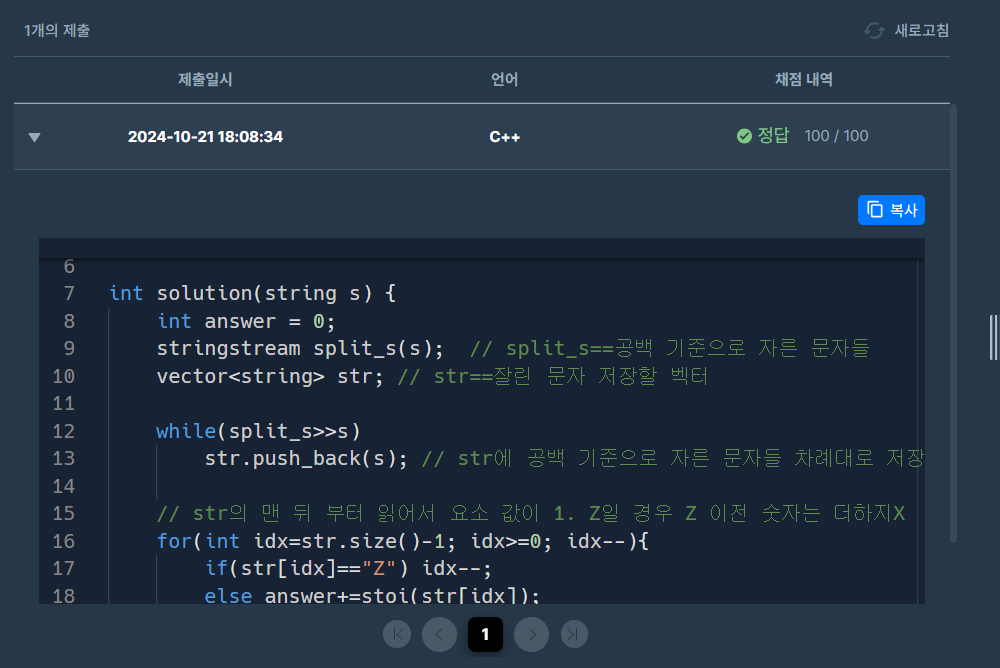 1개의 제출
새로고침
제출일시 언어 채점 내역
2024-10-21 18:08:34 C++ 정답 100 / 100
복사
6
7 int solution(string s) {
8 int answer = 0;
9 stringstream split_s(s); // split_s==공백 기준으로 자른 문자들
10 vector<string> str; // str==잘린 문자 저장할 벡터
11
12 while(split_s>>s)
13 str.push_back(s); // str에 공백 기준으로 자른 문자들 차례대로 저장
14
15 // str의 맨 뒤 부터 읽어서 요소 값이 1. Z일 경우 Z 이전 숫자는 더하지X
16 for(int idx=str.size()-1; idx>=0; idx--){
17 if(str[idx]=="Z") idx--;
18 else answer+=stoi(str[idx]);
1